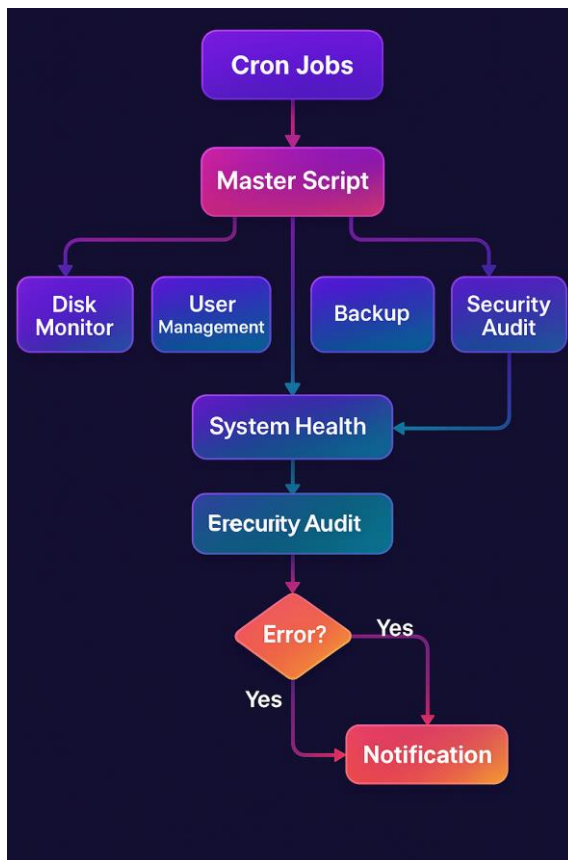 Cron Jobs
Master Script
Disk
Monitor
User
Management
Backup
Security
Audit
System Health
Erecurity Audit
Error?
Yes
Yes
Notification